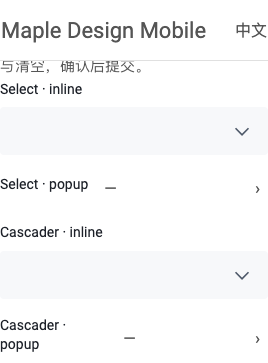 Maple Design Mobile 中文
与清空，确认后提交。
Select · inline
Select · popup — ›
Cascader · inline
Cascader ·
popup — ›